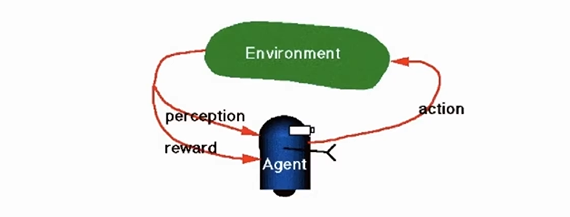 Environment
perception
action
reward
Agent